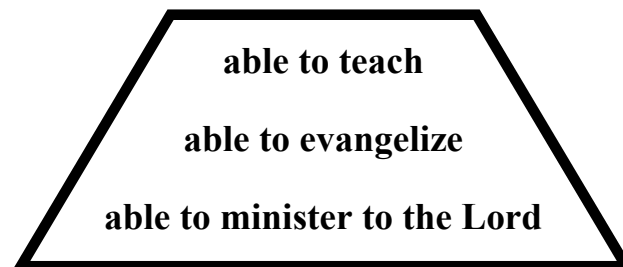 able to teach
able to evangelize
able to minister to the Lord